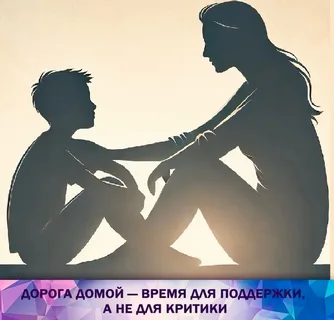 ДОРОГА ДОМОЙ — ВРЕМЯ ДЛЯ ПОДДЕРЖКИ,
А НЕ ДЛЯ КРИТИКИ